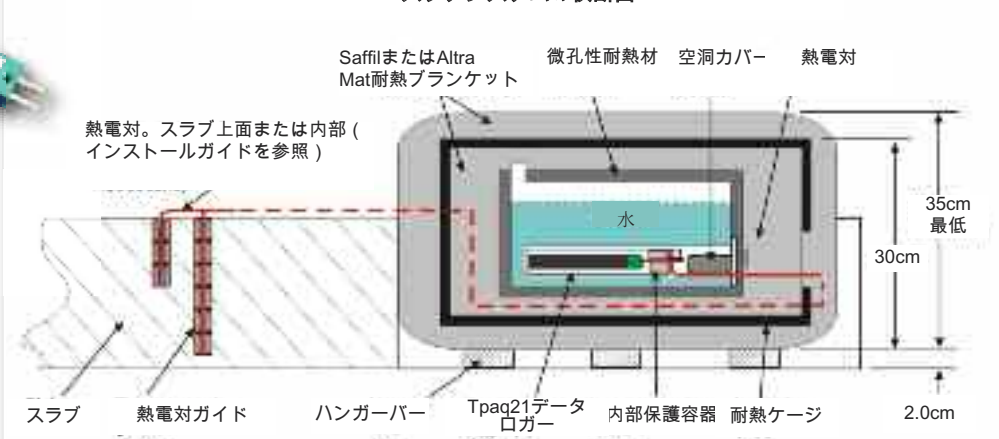 SaffilまたはAltra
Mat耐熱ブランケット
微孔性耐熱材
空洞カバー
熱電対
熱電対。スラブ上面または内部 (
インストールガイドを参照 )
水
35cm
最低
30cm
スラブ
熱電対ガイド
ハンガーバー
Tpaq21データ
ロガー
内部保護容器
耐熱ケージ
2.0cm